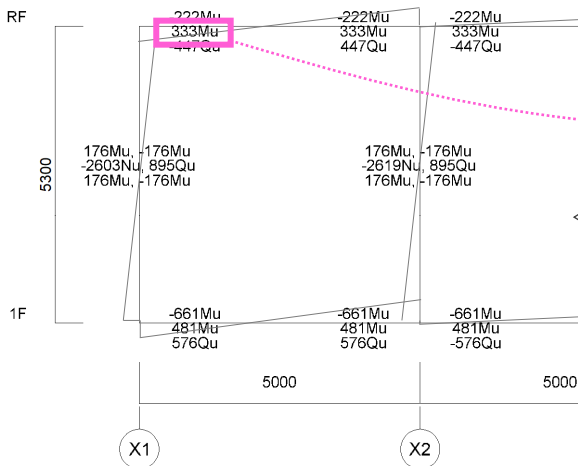 RF
-222Mu
333Mu
-447Qu
-222Mu
333Mu
447Qu
-222Mu
333Mu
-447Qu
176Mu, -176Mu
-2603Nu, 895Qu
176Mu, -176Mu
176Mu, -176Mu
-2619Nu, 895Qu
176Mu, -176Mu
5300
1F
-661Mu
481Mu
576Qu
-661Mu
481Mu
576Qu
-661Mu
481Mu
-576Qu
5000
5000
X1
X2